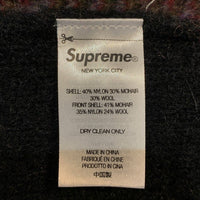 Supreme®
NEW YORK CITY
SHELL: 40% NYLON 30% MOHAIR
30% WOOL
FRONT SHELL: 41% MOHAIR
35% NYLON 24% WOOL
DRY CLEAN ONLY
MADE IN CHINA
FABRIQUÉ EN CHINE
PRODOTTO IN CINA